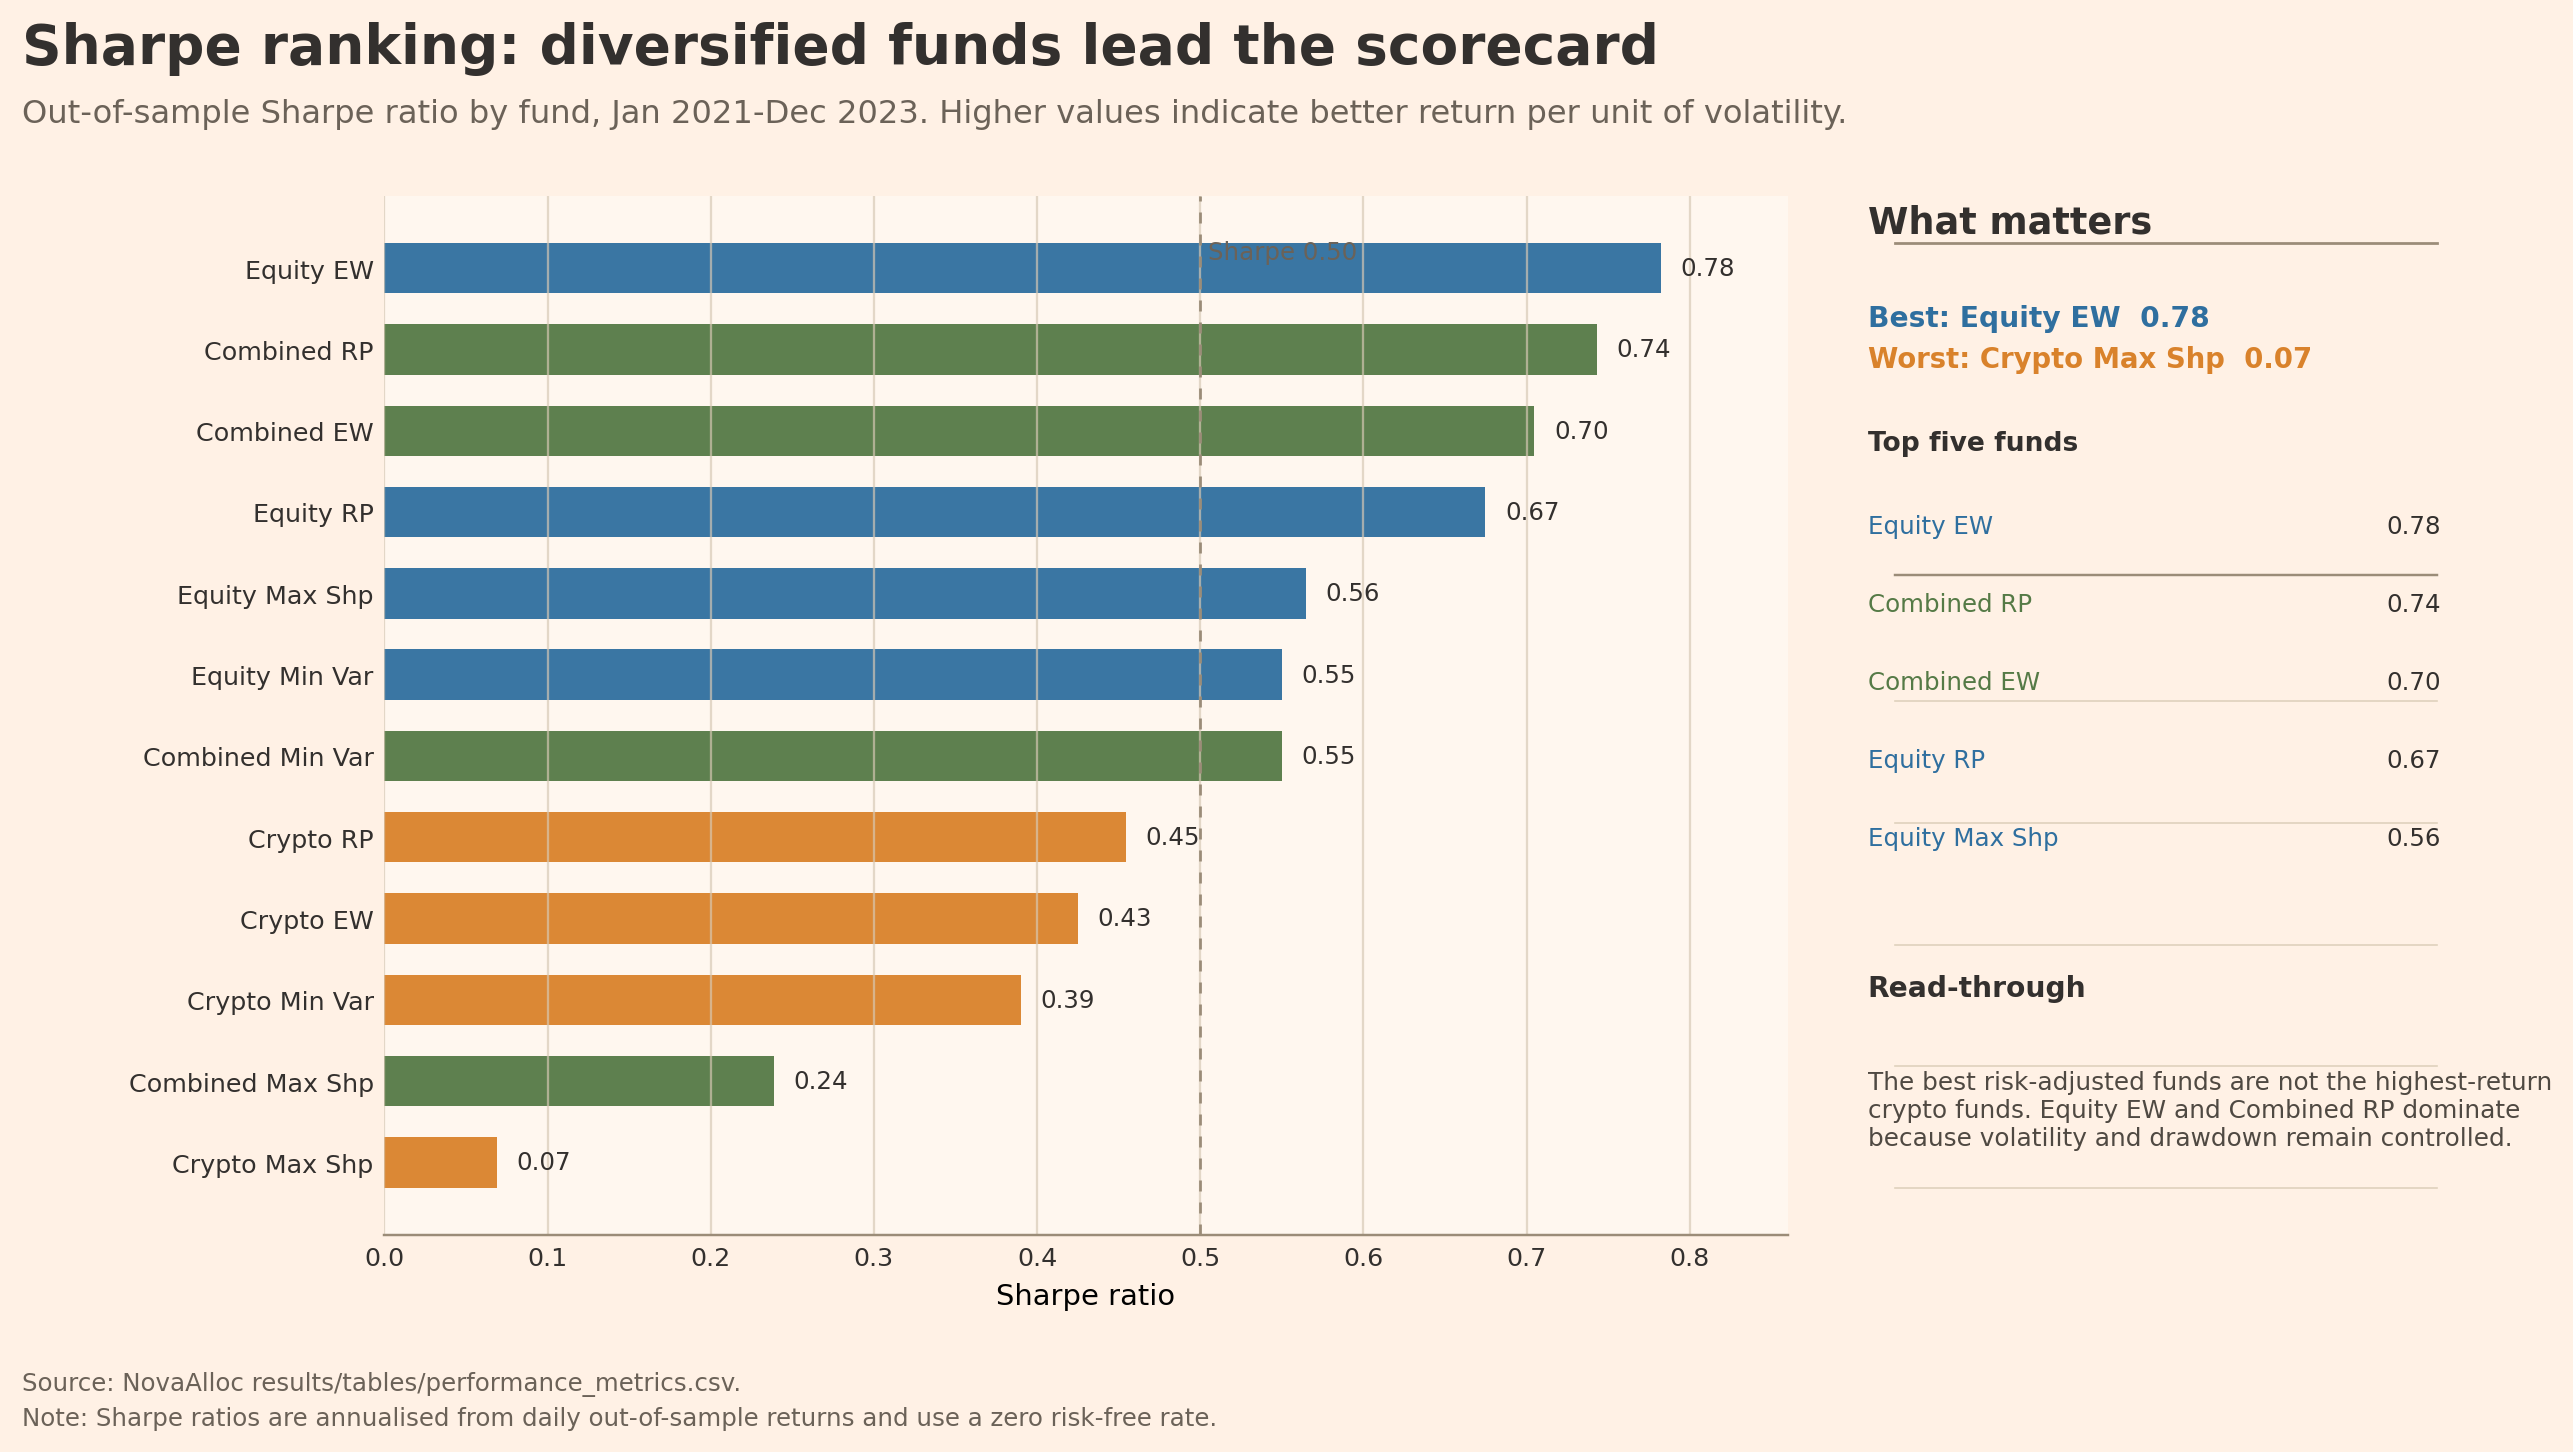 Sharpe ranking: diversified funds lead the scorecard
Out-of-sample Sharpe ratio by fund, Jan 2021-Dec 2023. Higher values indicate better return per unit of volatility.
Sharpe 0.50
Equity EW 0.78
Combined RP 0.74
Combined EW 0.70
Equity RP 0.67
Equity Max Shp 0.56
Equity Min Var 0.55
Combined Min Var 0.55
Crypto RP 0.45
Crypto EW 0.43
Crypto Min Var 0.39
Combined Max Shp 0.24
Crypto Max Shp 0.07
0.0 0.1 0.2 0.3 0.4 0.5 0.6 0.7 0.8
Sharpe ratio
What matters
Best: Equity EW 0.78
Worst: Crypto Max Shp 0.07
Top five funds
Equity EW 0.78
Combined RP 0.74
Combined EW 0.70
Equity RP 0.67
Equity Max Shp 0.56
Read-through
The best risk-adjusted funds are not the highest-return
crypto funds. Equity EW and Combined RP dominate
because volatility and drawdown remain controlled.
Source: NovaAlloc results/tables/performance_metrics.csv.
Note: Sharpe ratios are annualised from daily out-of-sample returns and use a zero risk-free rate.